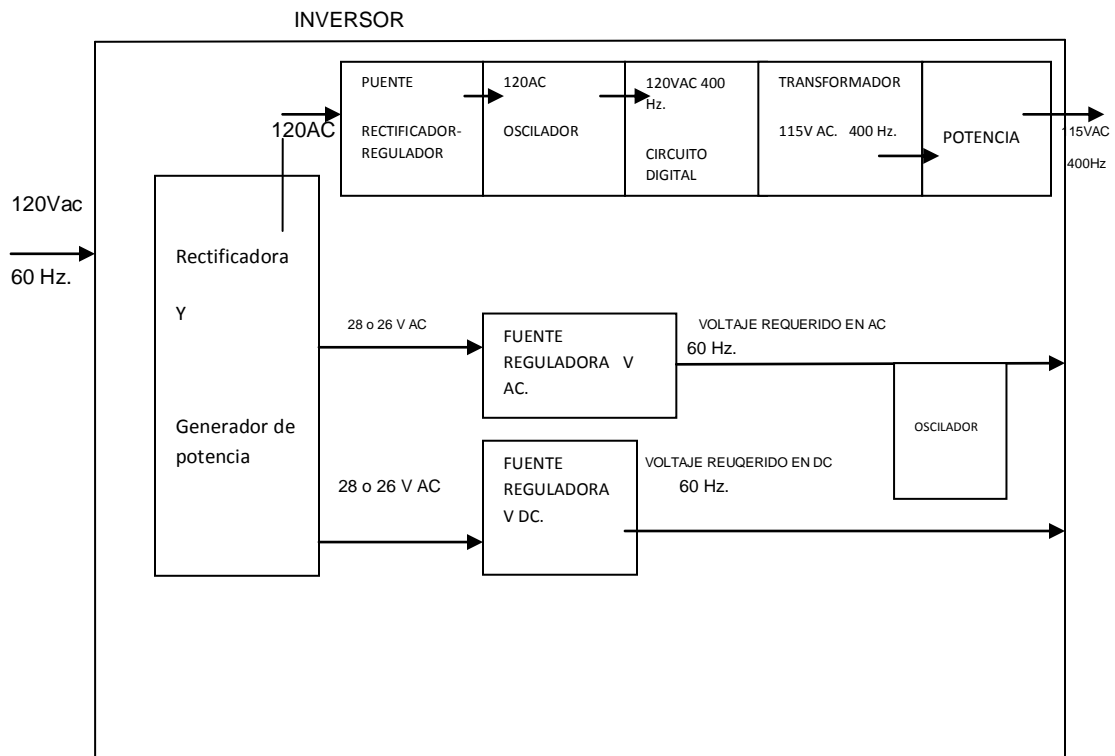 INVERSOR
PUENTE
RECTIFICADOR-
REGULADOR
120AC
OSCILADOR
120VAC 400
Hz.
CIRCUITO
DIGITAL
TRANSFORMADOR
115V AC. 400 Hz.
POTENCIA
115VAC
400Hz
120AC
120Vac
60 Hz.
Rectificadora
Y
Generador de
potencia
28 o 26 V AC
FUENTE
REGULADORA V
AC.
VOLTAJE REQUERIDO EN AC
60 Hz.
OSCILADOR
28 o 26 V AC
FUENTE
REGULADORA
V DC.
VOLTAJE REUQERIDO EN DC
60 Hz.